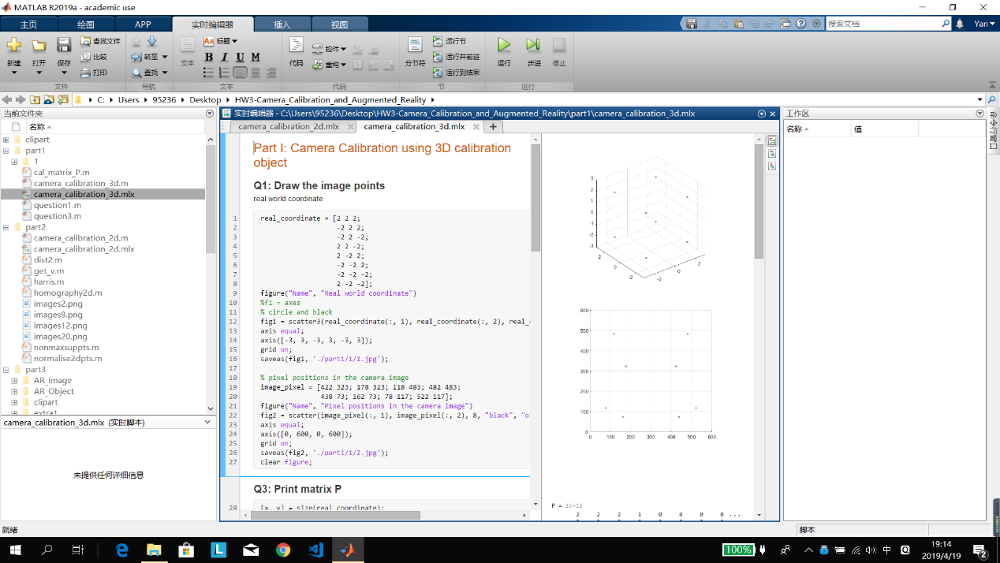 MATLAB R2019a - academic use
主页 绘图 APP 实时编辑器 插入 视图
搜索文档
Yan
新建 打开 保存 查找文件 比较 打印 转至 查找 文本 Aa 标题 B I U M 代码 控件 重构 分节符 运行节 运行并前进 运行到结束 运行 步进 停止
文件 导航 文本 代码 节 运行
C: Users 95236 Desktop HW3-Camera_Calibration_and_Augmented_Reality
当前文件夹
名称
clipart
part1
1
cal_matrix_P.m
camera_calibration_3d.m
camera_calibration_3d.mlx
question1.m
question3.m
part2
camera_calibration_2d.m
camera_calibration_2d.mlx
dist2.m
get_v.m
harris.m
homography2d.m
images2.png
images9.png
images12.png
images20.png
nonmaxsuppts.m
normalise2dpts.m
part3
AR_Image
AR_Object
clipart
extra1
camera_calibration_3d.mlx (实时脚本)
未提供任何详细信息
实时编辑器 - C:\Users\95236\Desktop\HW3-Camera_Calibration_and_Augmented_Reality\part1\camera_calibration_3d.mlx
camera_calibration_2d.mlx camera_calibration_3d.mlx
Part I: Camera Calibration using 3D calibration
object
Q1: Draw the image points
real world coordinate
1 real_coordinate = [2 2 2;
2 -2 2 2;
3 -2 2 -2;
4 2 2 -2;
5 2 -2 2;
6 -2 -2 2;
7 -2 -2 -2;
8 2 -2 -2];
9 figure("Name", "Real world coordinate")
10 %f1 = axes
11 % circle and black
12 fig1 = scatter3(real_coordinate(:, 1), real_coordinate(:, 2), real_c
13 axis equal;
14 axis([-3, 3, -3, 3, -3, 3]);
15 grid on;
16 saveas(fig1, './part1/1/1.jpg');
17
18 % pixel positions in the camera image
19 image_pixel = [422 323; 178 323; 118 483; 482 483;
20 438 73; 162 73; 78 117; 522 117];
21 figure("Name", "Pixel positions in the camera image")
22 fig2 = scatter(image_pixel(:, 1), image_pixel(:, 2), 8, "black", "o"
23 axis equal;
24 axis([0, 600, 0, 600]);
25 grid on;
26 saveas(fig2, './part1/1/2.jpg');
27 clear figure;
Q3: Print matrix P
28 [x, y] = size(real_coordinate);
3
2
1
0
-1
-2
-3
2 0 -2 -2 0 2
600
500
400
300
200
100
0
0 100 200 300 400 500 600
P = 16×12
2 2 2 1 0 0 0 0 ...
工作区
名称 值
命令行窗口
就绪
脚本
100%
中
19:14
2019/4/19
2